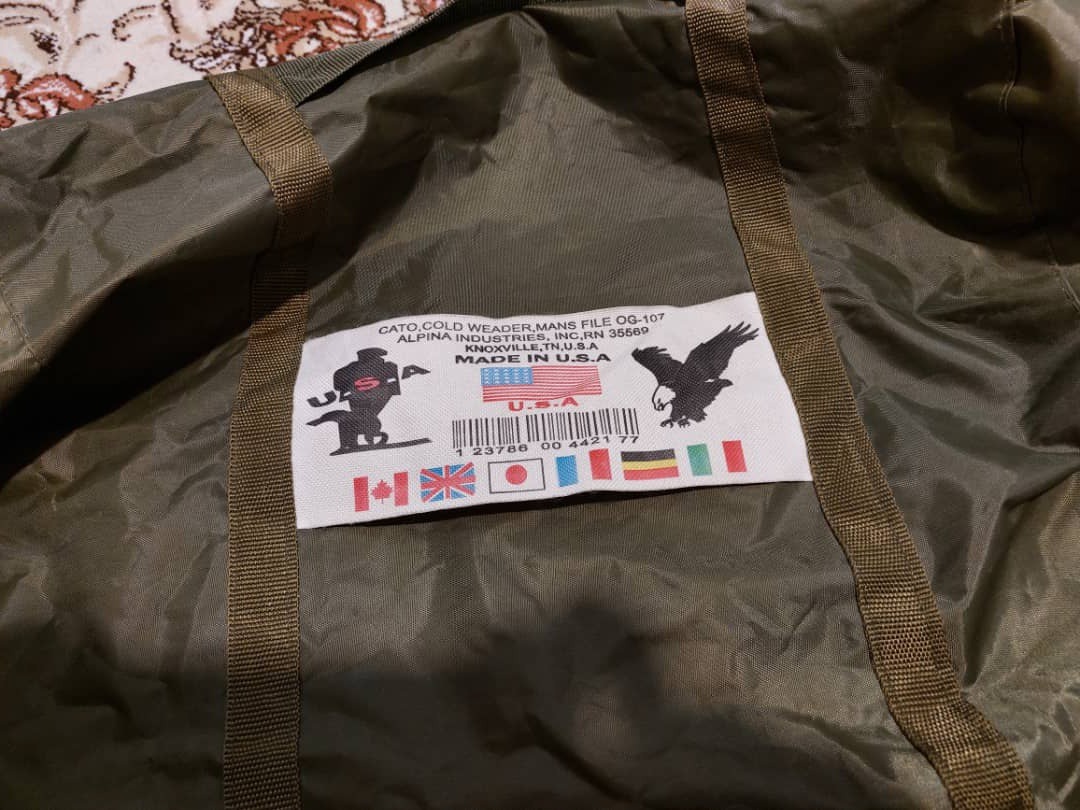 CATO,COLD WEADER,MANS FILE OG-107
ALPINA INDUSTRIES, INC,RN 35569
KNOXVILLE,TN,U.S.A
MADE IN U.S.A
USA
U.S.A
1 23786 00 4421 77